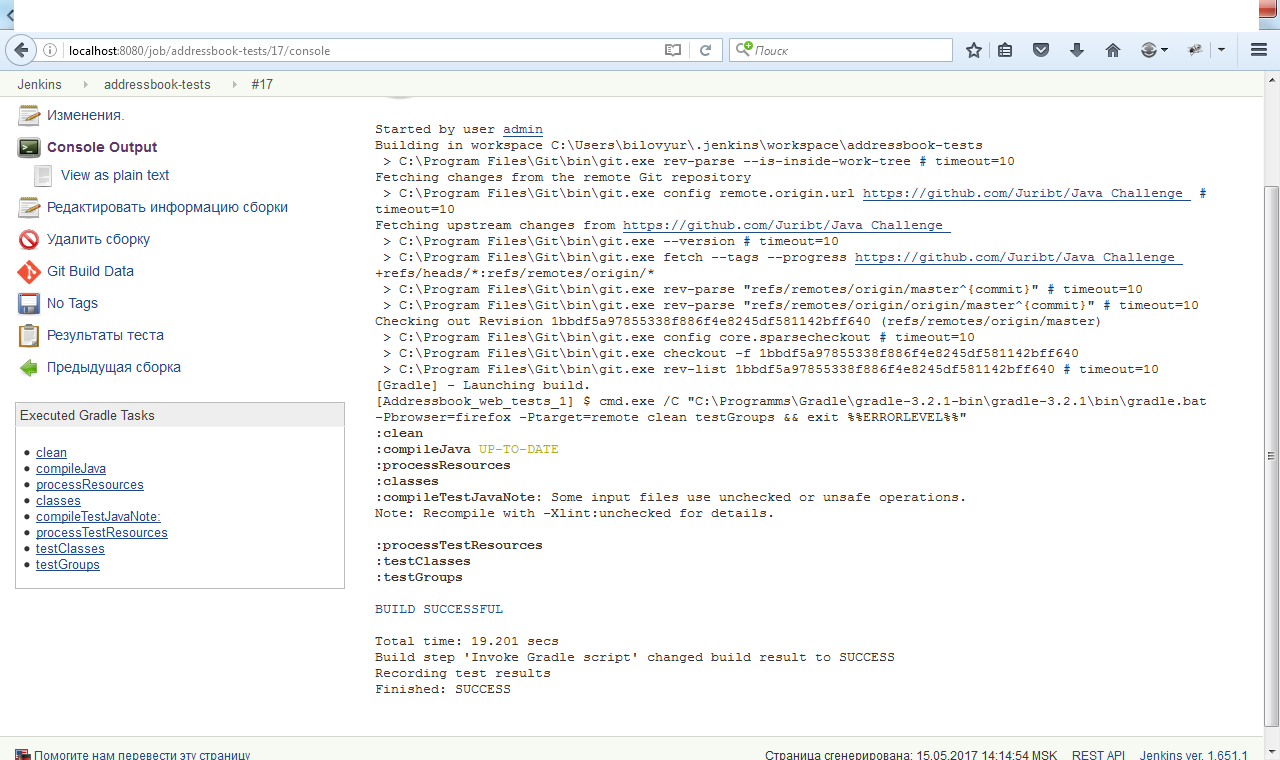 localhost:8080/job/addressbook-tests/17/console
Поиск
Jenkins addressbook-tests #17
Изменения.
Console Output
View as plain text
Редактировать информацию сборки
Удалить сборку
Git Build Data
No Tags
Результаты теста
Предыдущая сборка
Executed Gradle Tasks
clean
compileJava
processResources
classes
compileTestJavaNote:
processTestResources
testClasses
testGroups
Started by user admin
Building in workspace C:\Users\bilovyur\.jenkins\workspace\addressbook-tests
 > C:\Program Files\Git\bin\git.exe rev-parse --is-inside-work-tree # timeout=10
Fetching changes from the remote Git repository
 > C:\Program Files\Git\bin\git.exe config remote.origin.url https://github.com/Juribt/Java Challenge  #
timeout=10
Fetching upstream changes from https://github.com/Juribt/Java Challenge
 > C:\Program Files\Git\bin\git.exe --version # timeout=10
 > C:\Program Files\Git\bin\git.exe fetch --tags --progress https://github.com/Juribt/Java Challenge
+refs/heads/*:refs/remotes/origin/*
 > C:\Program Files\Git\bin\git.exe rev-parse "refs/remotes/origin/master^{commit}" # timeout=10
 > C:\Program Files\Git\bin\git.exe rev-parse "refs/remotes/origin/origin/master^{commit}" # timeout=10
Checking out Revision 1bbdf5a97855338f886f4e8245df581142bff640 (refs/remotes/origin/master)
 > C:\Program Files\Git\bin\git.exe config core.sparsecheckout # timeout=10
 > C:\Program Files\Git\bin\git.exe checkout -f 1bbdf5a97855338f886f4e8245df581142bff640
 > C:\Program Files\Git\bin\git.exe rev-list 1bbdf5a97855338f886f4e8245df581142bff640 # timeout=10
[Gradle] - Launching build.
[Addressbook_web_tests_1] $ cmd.exe /C "C:\Programms\Gradle\gradle-3.2.1-bin\gradle-3.2.1\bin\gradle.bat
-Pbrowser=firefox -Ptarget=remote clean testGroups && exit %%ERRORLEVEL%%"
:clean
:compileJava UP-TO-DATE
:processResources
:classes
:compileTestJavaNote: Some input files use unchecked or unsafe operations.
Note: Recompile with -Xlint:unchecked for details.
:processTestResources
:testClasses
:testGroups
BUILD SUCCESSFUL
Total time: 19.201 secs
Build step 'Invoke Gradle script' changed build result to SUCCESS
Recording test results
Finished: SUCCESS
Помогите нам перевести эту страницу
Страница сгенерирована: 15.05.2017 14:14:54 MSK REST API Jenkins ver. 1.651.1